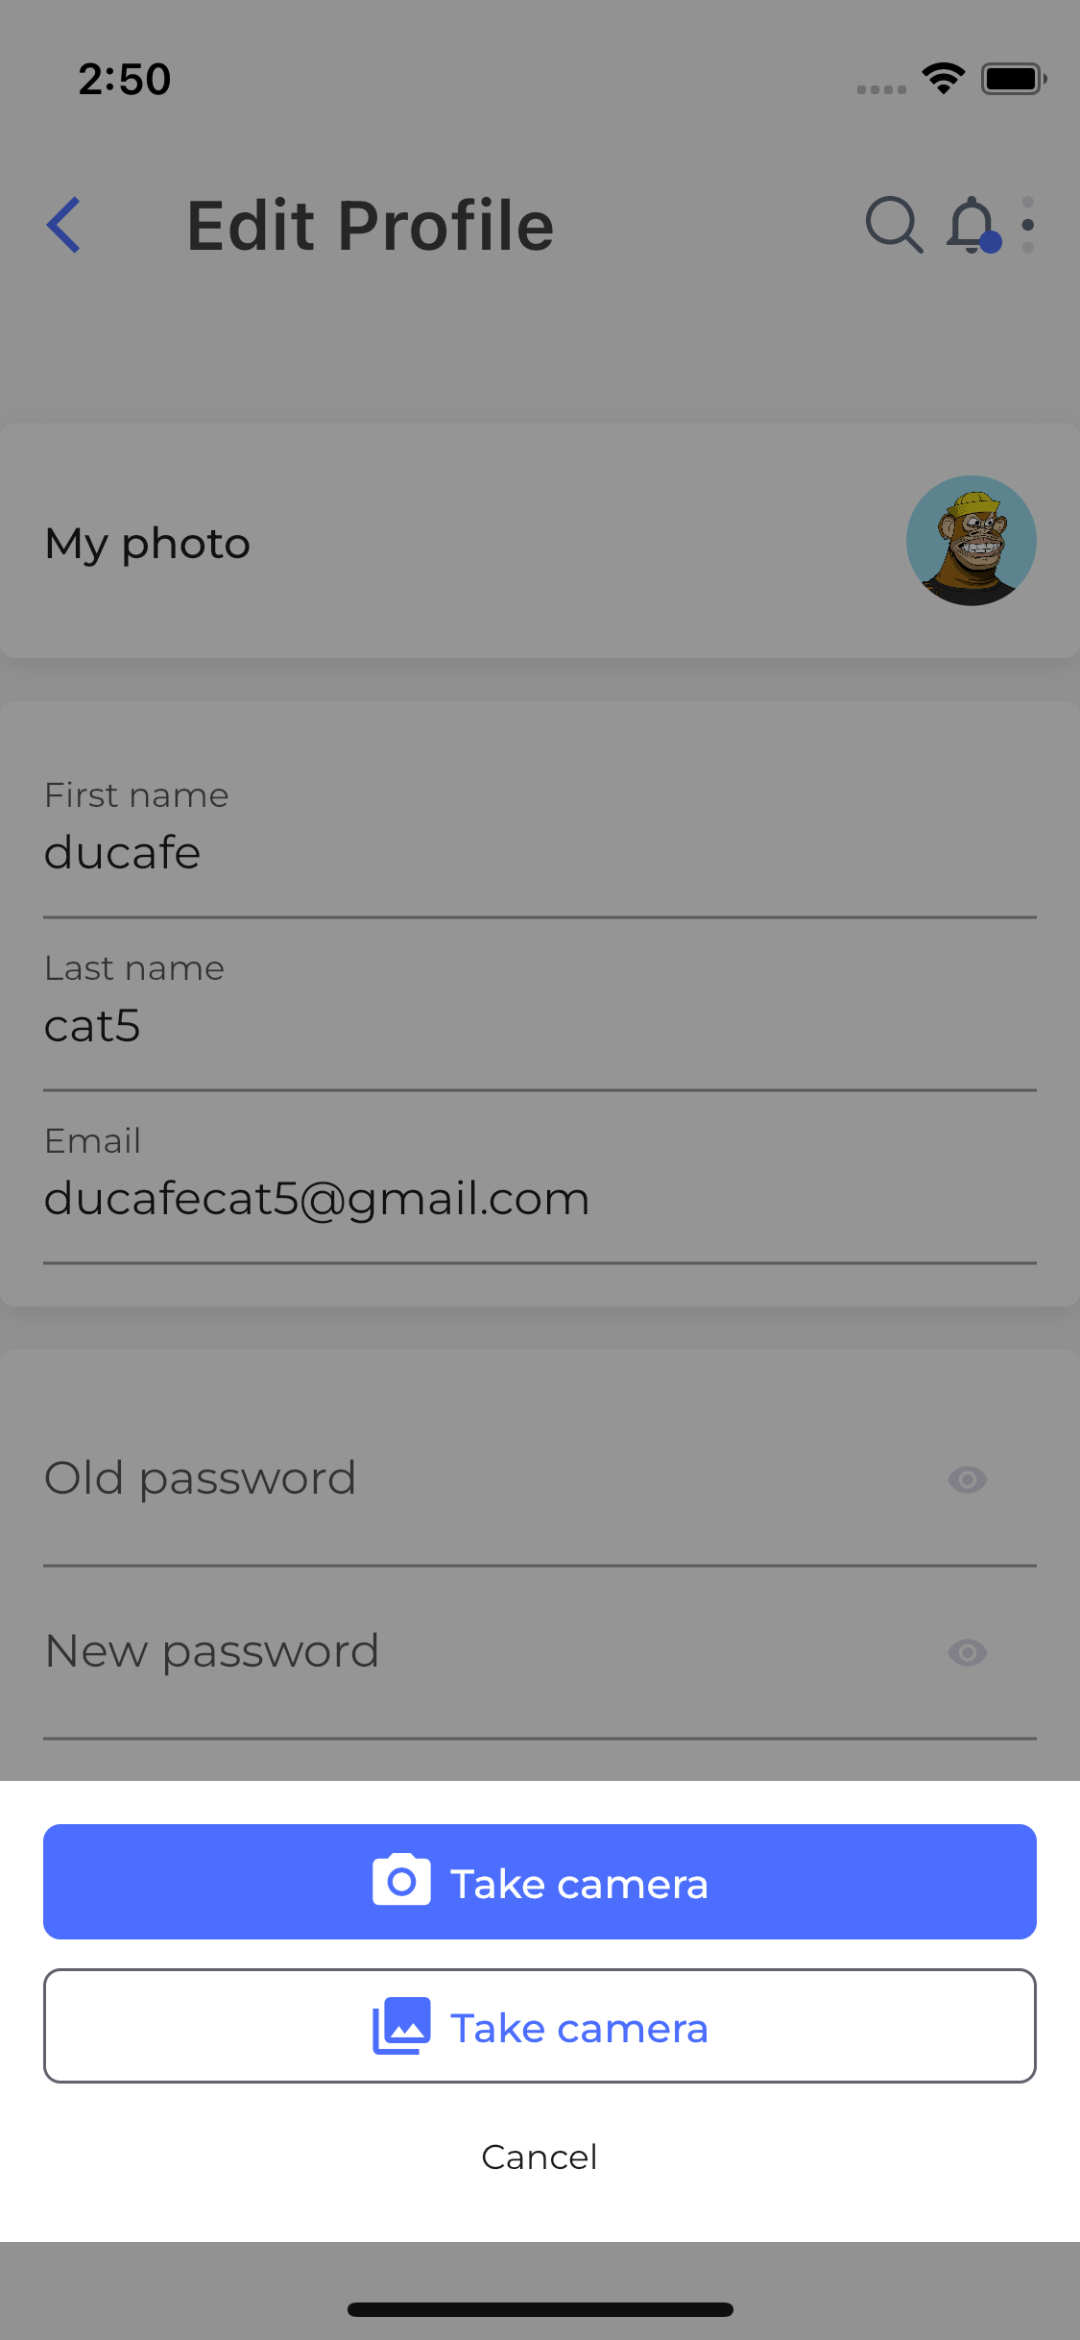 2:50
Edit Profile
My photo
First name
ducafe
Last name
cat5
Email
ducafecat5@gmail.com
Old password
New password
Take camera
Take camera
Cancel